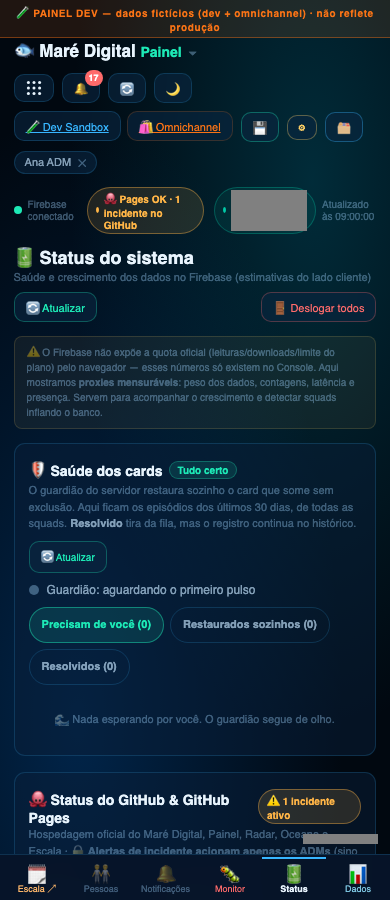 PAINEL DEV — dados fictícios (dev + omnichannel) · não reflete
produção
Maré Digital Painel
17
Dev Sandbox
Omnichannel
Ana ADM ×
Firebase
conectado
Pages OK · 1
incidente no
GitHub
Atualizado
às 09:00:00
Status do sistema
Saúde e crescimento dos dados no Firebase (estimativas do lado cliente)
Atualizar
Deslogar todos
O Firebase não expõe a quota oficial (leituras/downloads/limite do
plano) pelo navegador — esses números só existem no Console. Aqui
mostramos proxies mensuráveis: peso dos dados, contagens, latência e
presença. Servem para acompanhar o crescimento e detectar squads
inflando o banco.
Saúde dos cards
Tudo certo
O guardião do servidor restaura sozinho o card que some sem
exclusão. Aqui ficam os episódios dos últimos 30 dias, de todas as
squads. Resolvido tira da fila, mas o registro continua no histórico.
Atualizar
Guardião: aguardando o primeiro pulso
Precisam de você (0)
Restaurados sozinhos (0)
Resolvidos (0)
Nada esperando por você. O guardião segue de olho.
Status do GitHub & GitHub
Pages
1 incidente
ativo
Hospedagem oficial do Maré Digital, Painel, Radar,
Escala · Alertas de incidente acionam apenas os ADMs (sino
Escala ↗
Pessoas
Notificações
Monitor
Status
Dados